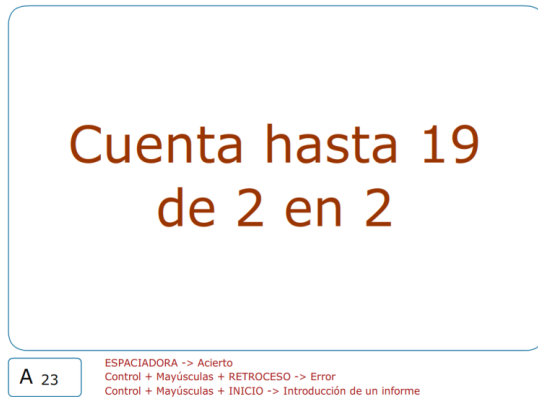 Cuenta hasta 19
de 2 en 2
A 23
ESPACIADORA -> Acierto
Control + Mayúsculas + RETROCESO -> Error
Control + Mayúsculas + INICIO -> Introducción de un informe